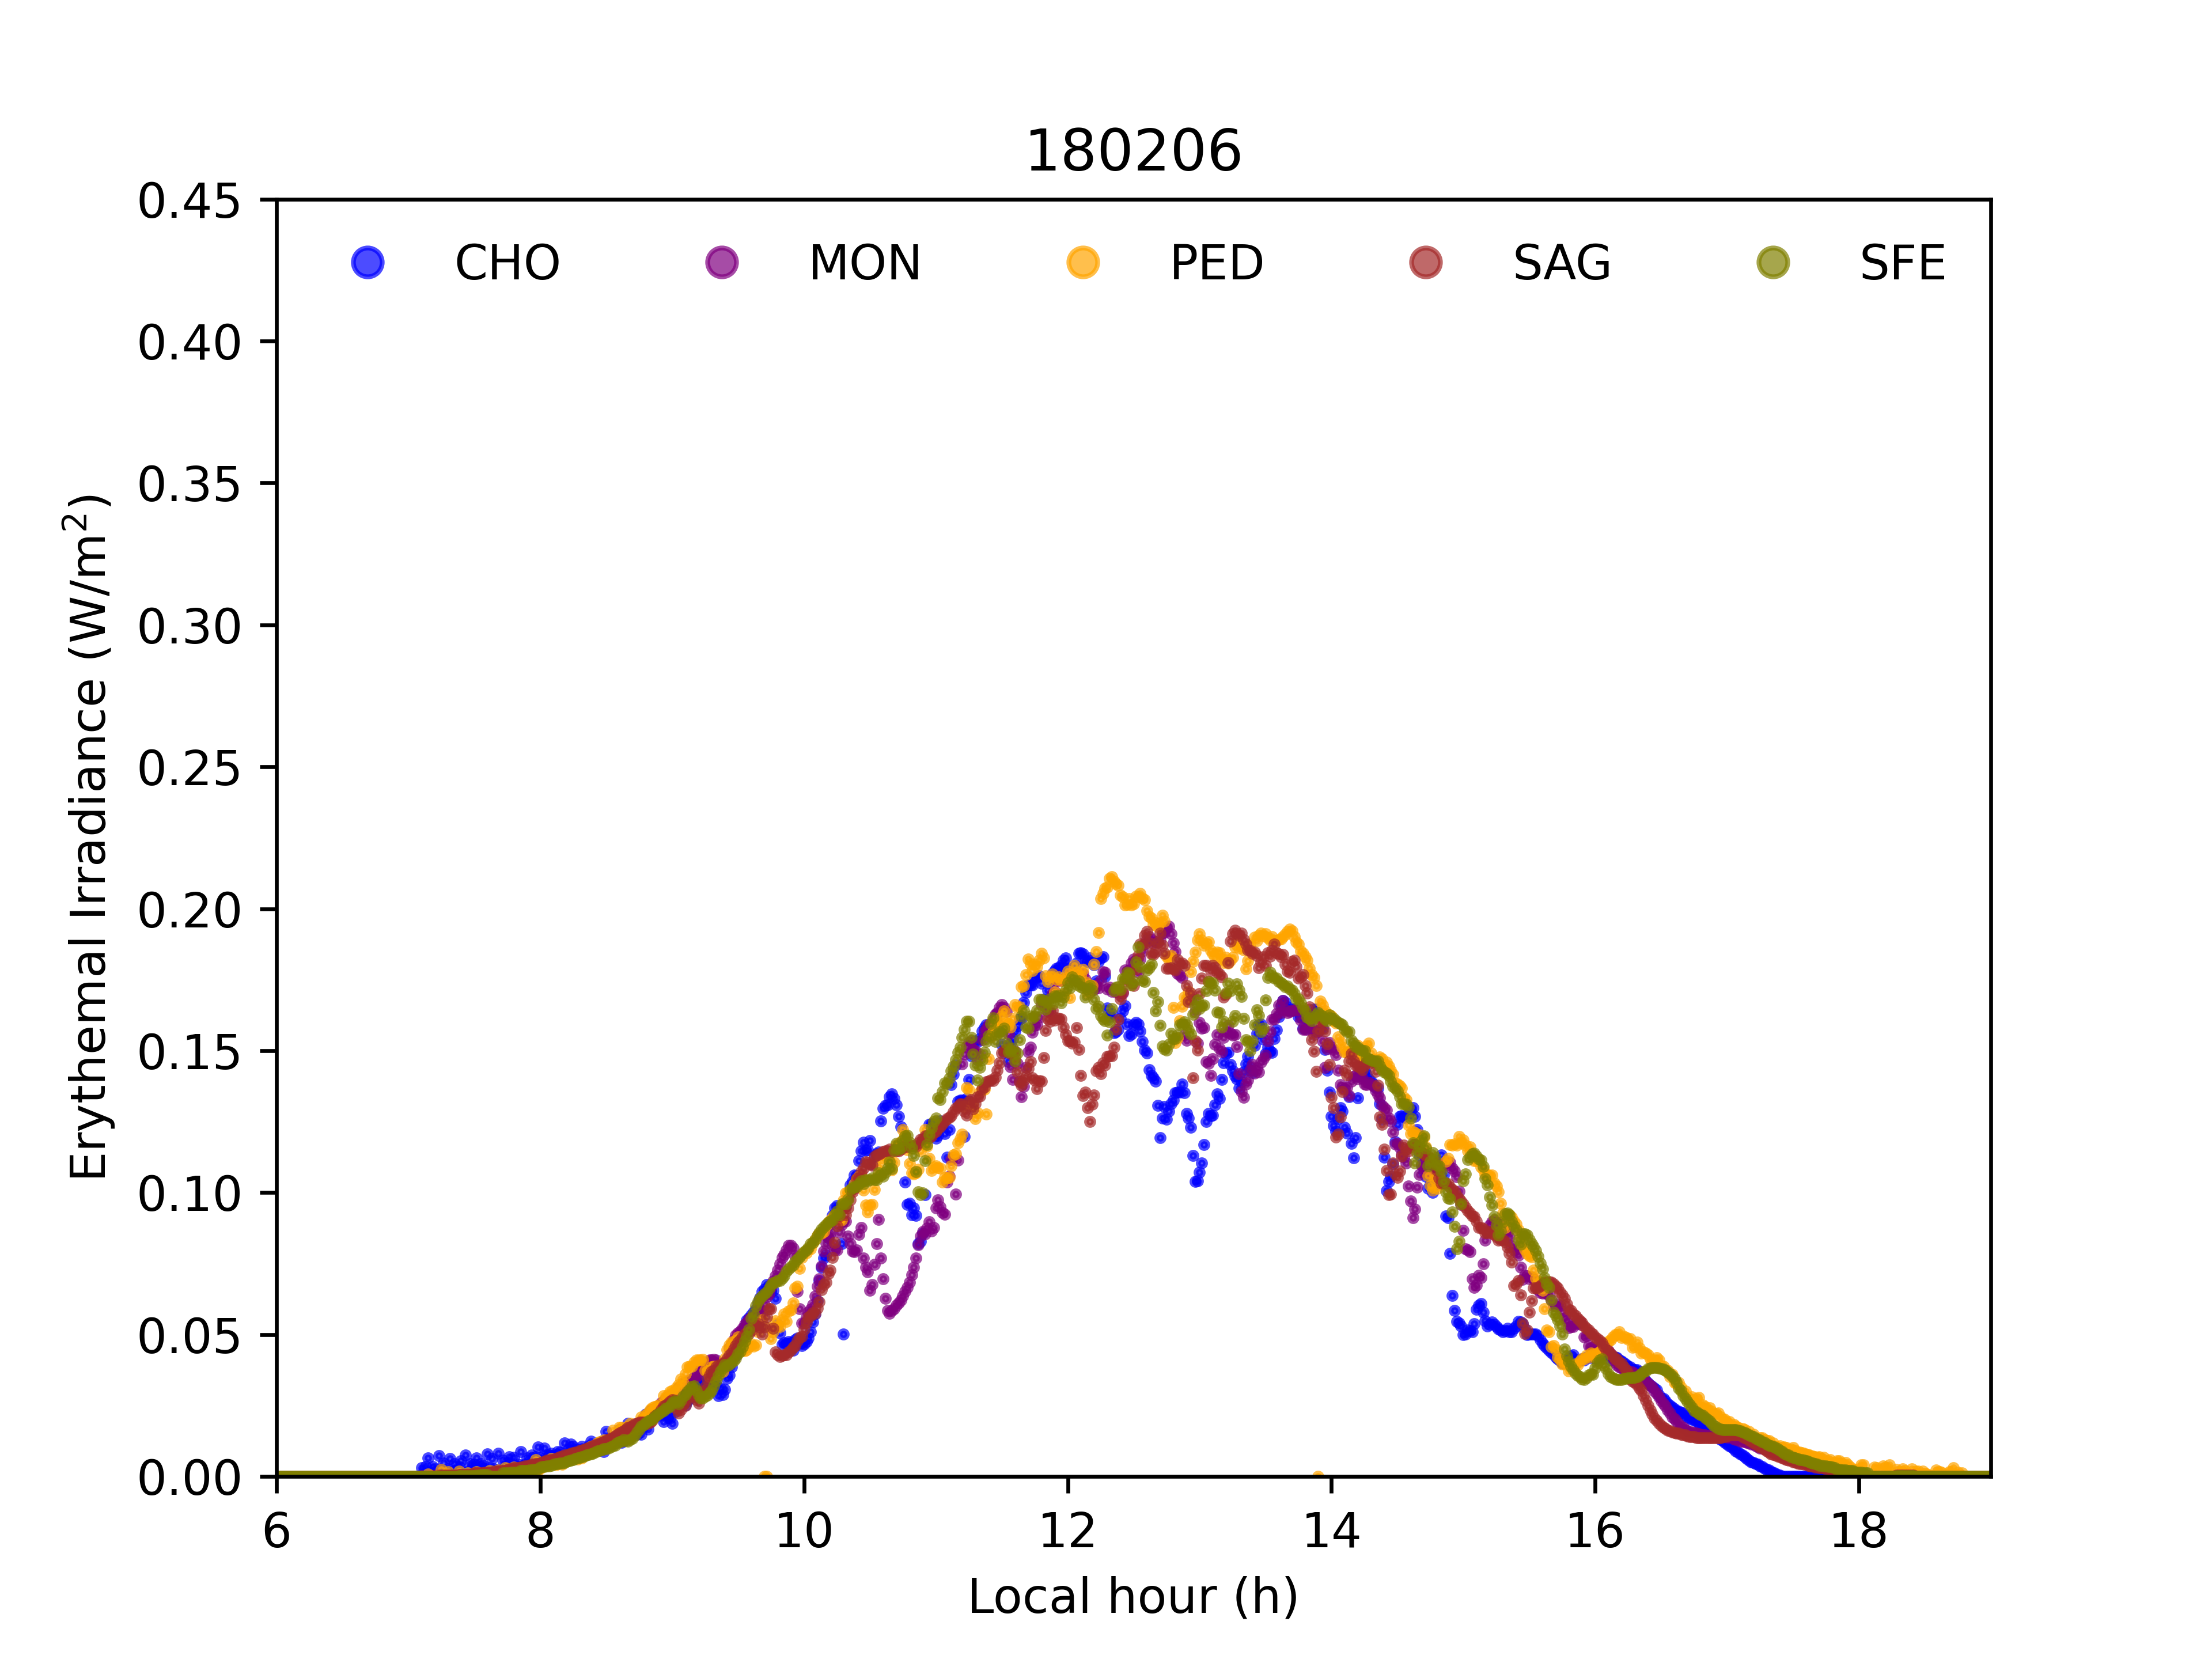 180206
CHO MON PED SAG SFE
0.45
0.40
0.35
0.30
0.25
0.20
0.15
0.10
0.05
0.00
Erythemal Irradiance (W/m²)
6 8 10 12 14 16 18
Local hour (h)